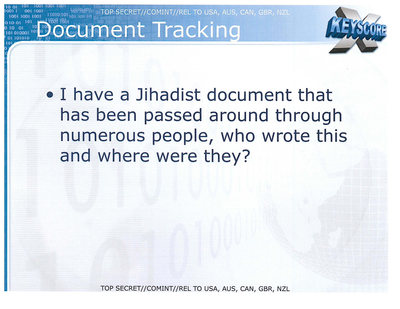 TOP SECRET//COMINT//REL TO USA, AUS, CAN, GBR, NZL
Document Tracking
X
KEYSCORE
• I have a Jihadist document that
has been passed around through
numerous people, who wrote this
and where were they?
TOP SECRET//COMINT//REL TO USA, AUS, CAN, GBR, NZL